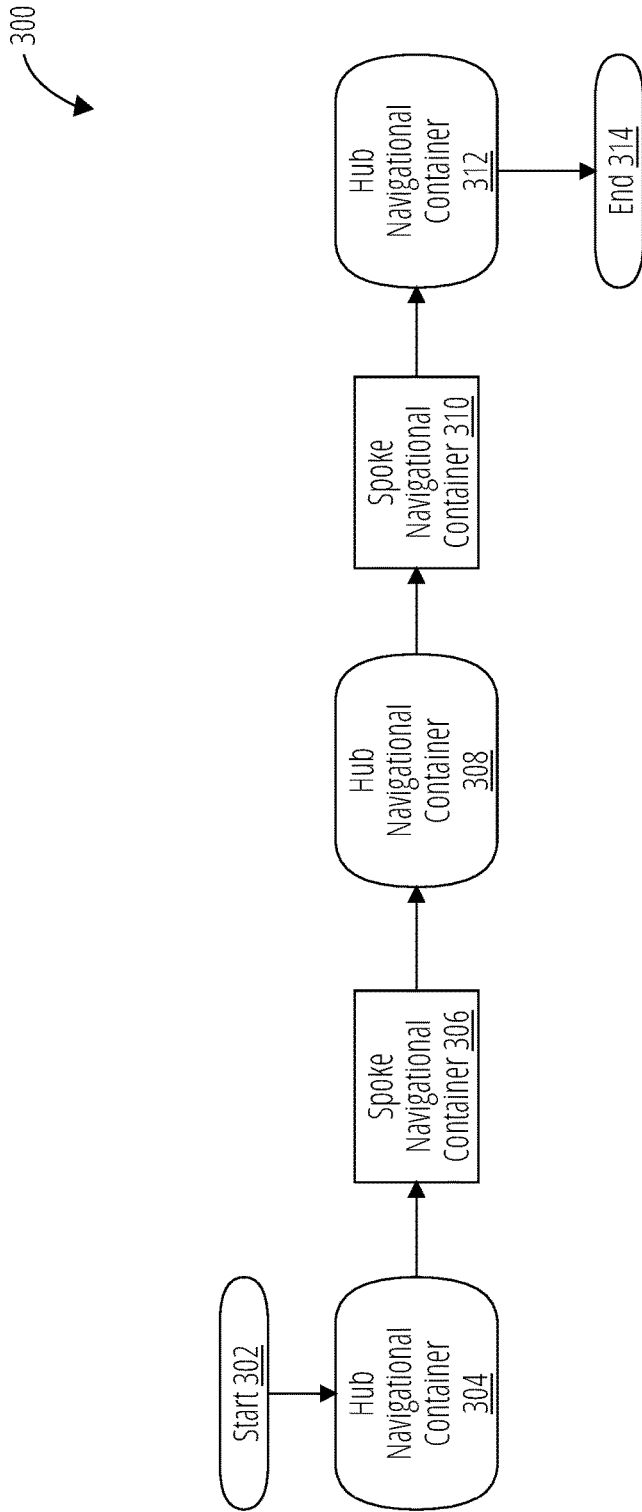 300
Start 302
Hub
Navigational
Container
304
Spoke
Navigational
Container 306
Hub
Navigational
Container
308
Spoke
Navigational
Container 310
Hub
Navigational
Container
312
End 314